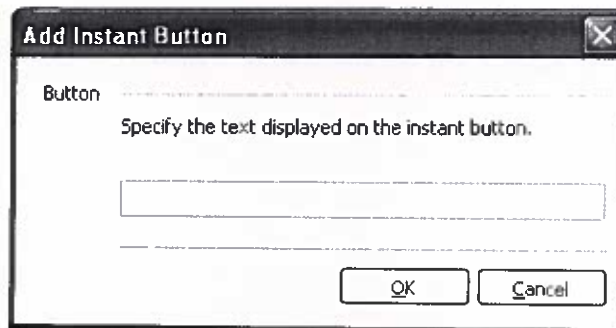 Add Instant Button
Button
Specify the text displayed on the instant button.
OK
Cancel